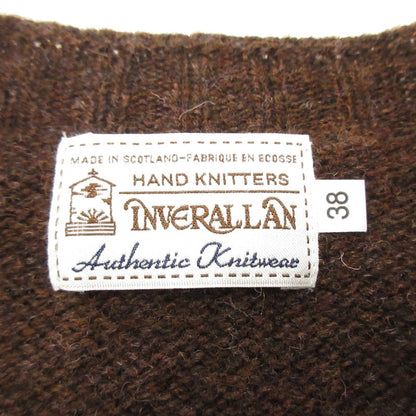 MADE IN SCOTLAND-FABRIQUE EN ECOSSE
HAND KNITTERS
INVERALLAN
Authentic Knitwear
38